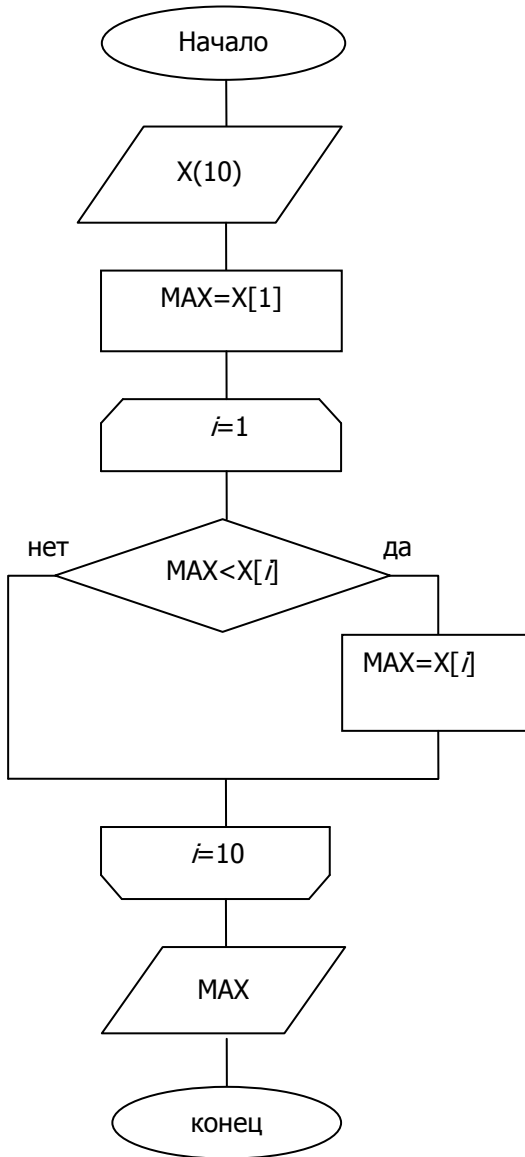 Начало
X(10)
MAX=X[1]
i=1
нет
да
MAX<X[i]
MAX=X[i]
i=10
MAX
конец